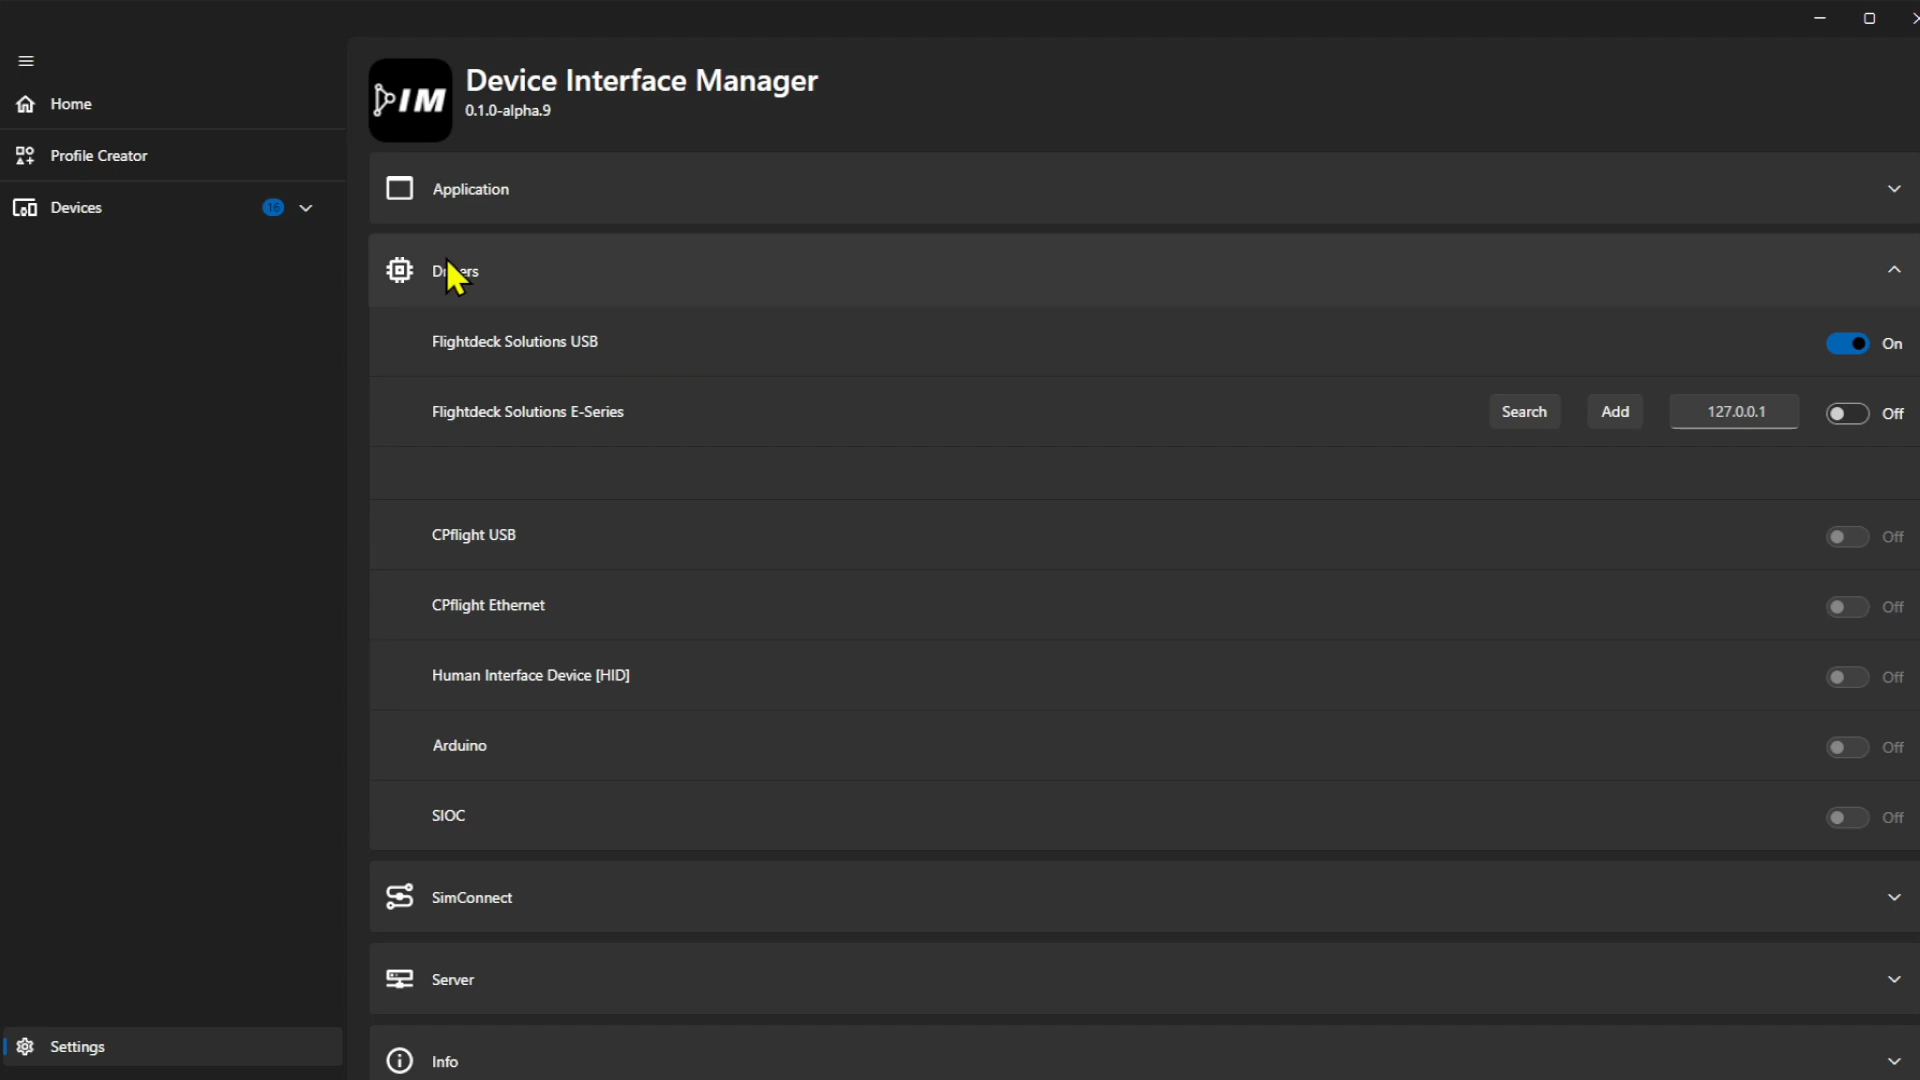 Home
Profile Creator
Devices
16
Settings
DIM
Device Interface Manager
0.1.0-alpha.9
Application
Flightdeck Solutions USB
On
Flightdeck Solutions E-Series
Search
Add
127.0.0.1
Off
CPflight USB
Off
CPflight Ethernet
Off
Human Interface Device [HID]
Off
Arduino
Off
SIOC
Off
SimConnect
Server
Info